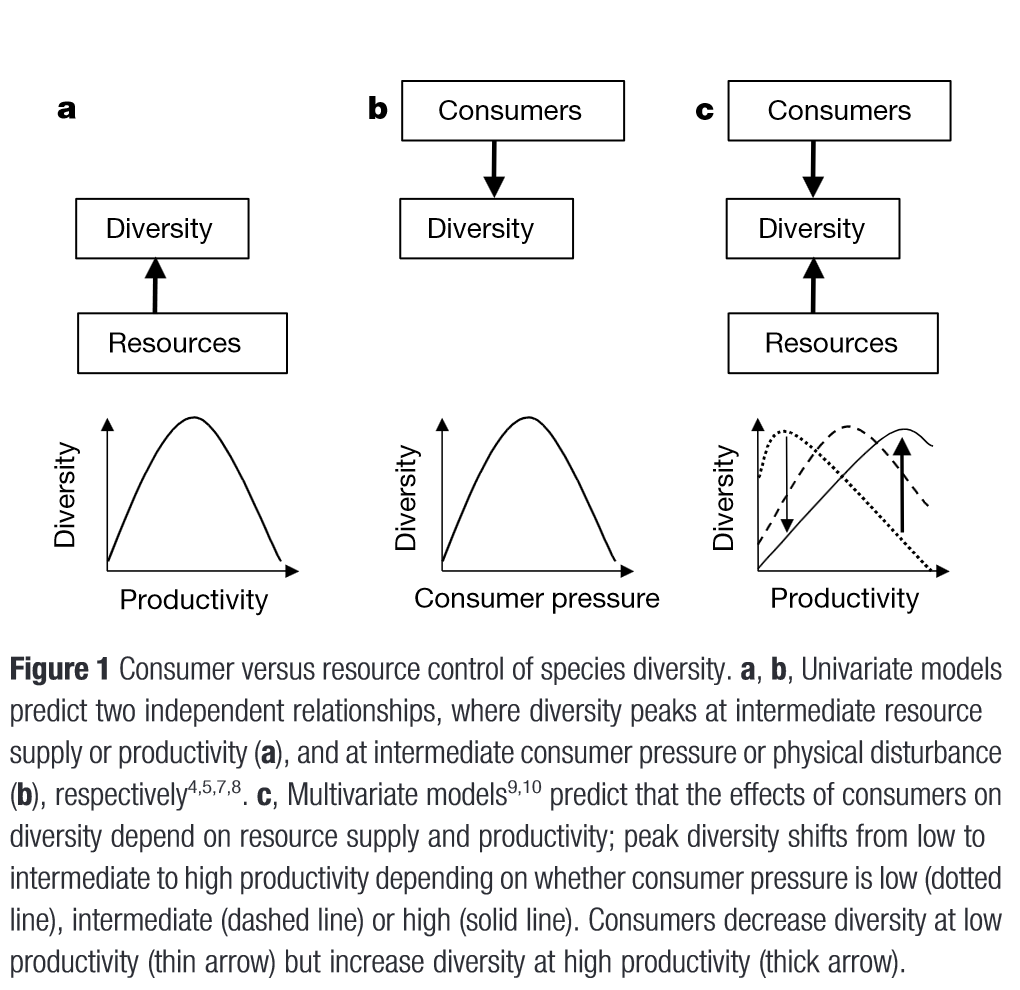 a
Diversity
Resources
Diversity
Productivity
b
Consumers
Diversity
Diversity
Consumer pressure
c
Consumers
Diversity
Resources
Diversity
Productivity
Figure 1 Consumer versus resource control of species diversity. a, b, Univariate models
predict two independent relationships, where diversity peaks at intermediate resource
supply or productivity (a), and at intermediate consumer pressure or physical disturbance
(b), respectively4,5,7,8. c, Multivariate models9,10 predict that the effects of consumers on
diversity depend on resource supply and productivity; peak diversity shifts from low to
intermediate to high productivity depending on whether consumer pressure is low (dotted
line), intermediate (dashed line) or high (solid line). Consumers decrease diversity at low
productivity (thin arrow) but increase diversity at high productivity (thick arrow).